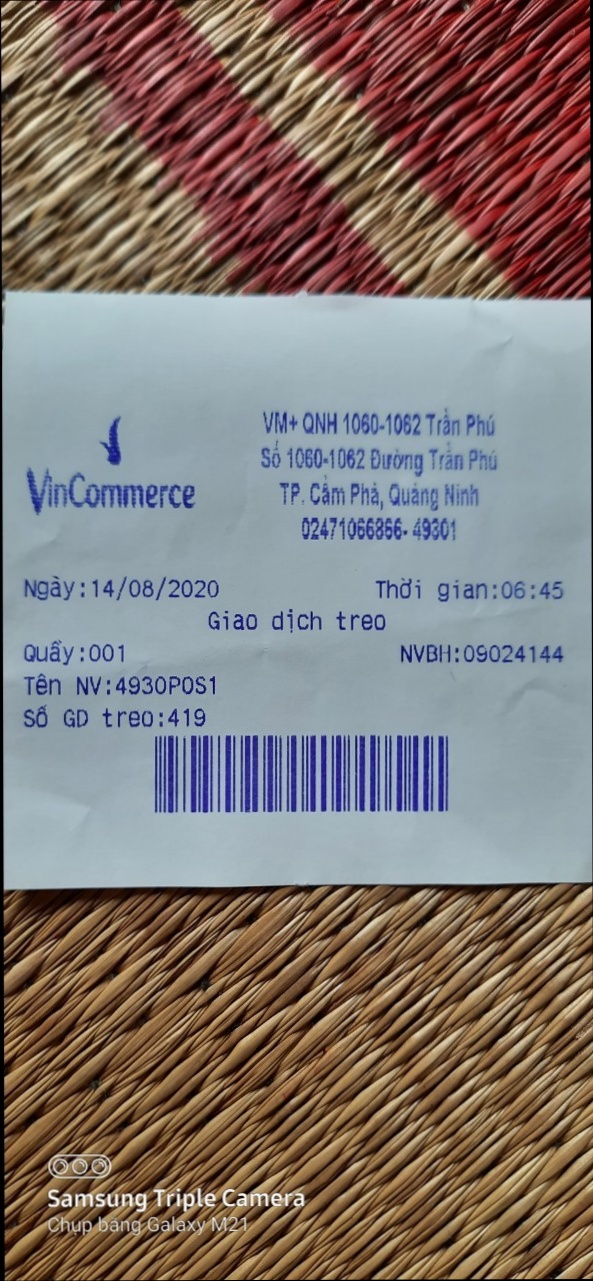 VinCommerce
VM+ QNH 1060-1062 Trần Phú
Số 1060-1062 Đường Trần Phú
TP. Cẩm Phả, Quảng Ninh
02471066866- 49301
Ngày:14/08/2020 Thời gian:06:45
Giao dịch treo
Quầy:001 NVBH:09024144
Tên NV:4930POS1
Số GD treo:419
Samsung Triple Camera
Chụp bằng Galaxy M21